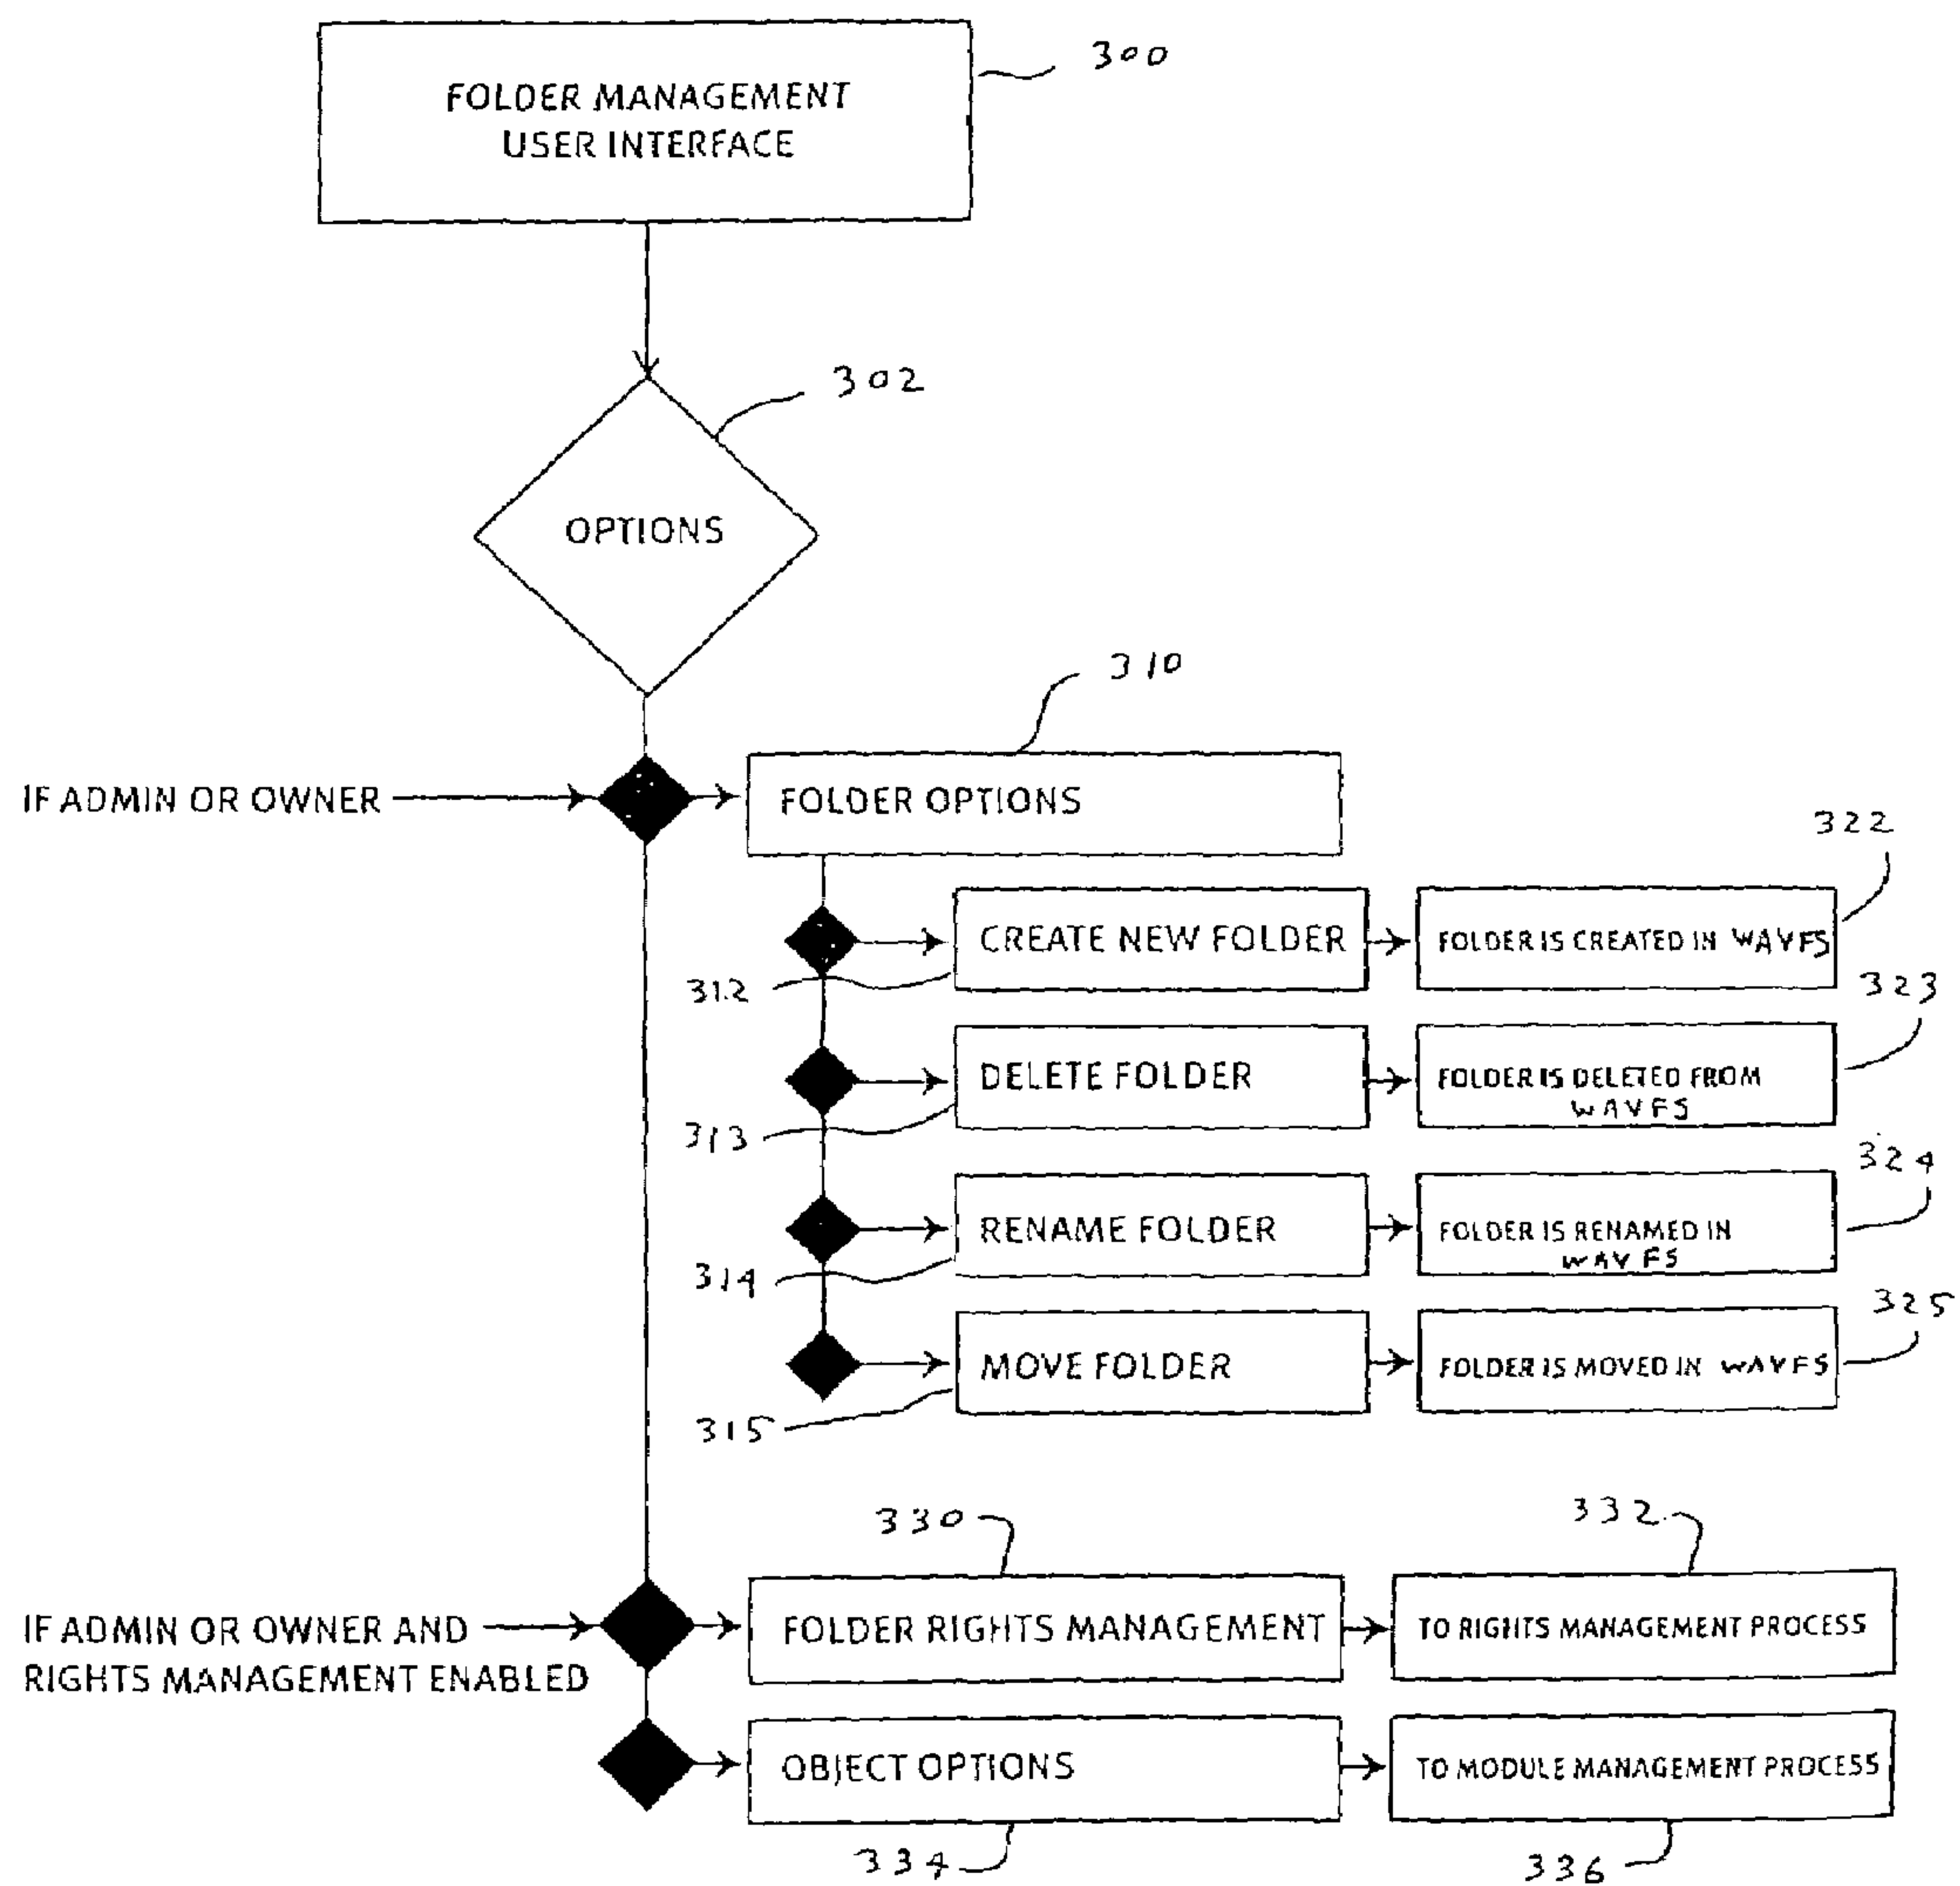 300
FOLDER MANAGEMENT
USER INTERFACE
302
OPTIONS
310
IF ADMIN OR OWNER
FOLDER OPTIONS
322
CREATE NEW FOLDER
FOLDER IS CREATED IN WAVFS
312
323
DELETE FOLDER
FOLDER IS DELETED FROM
WAVFS
313
324
RENAME FOLDER
FOLDER IS RENAMED IN
WAVFS
314
325
MOVE FOLDER
FOLDER IS MOVED IN WAVFS
315
330
332
IF ADMIN OR OWNER AND
RIGHTS MANAGEMENT ENABLED
FOLDER RIGHTS MANAGEMENT
TO RIGHTS MANAGEMENT PROCESS
OBJECT OPTIONS
TO MODULE MANAGEMENT PROCESS
334
336